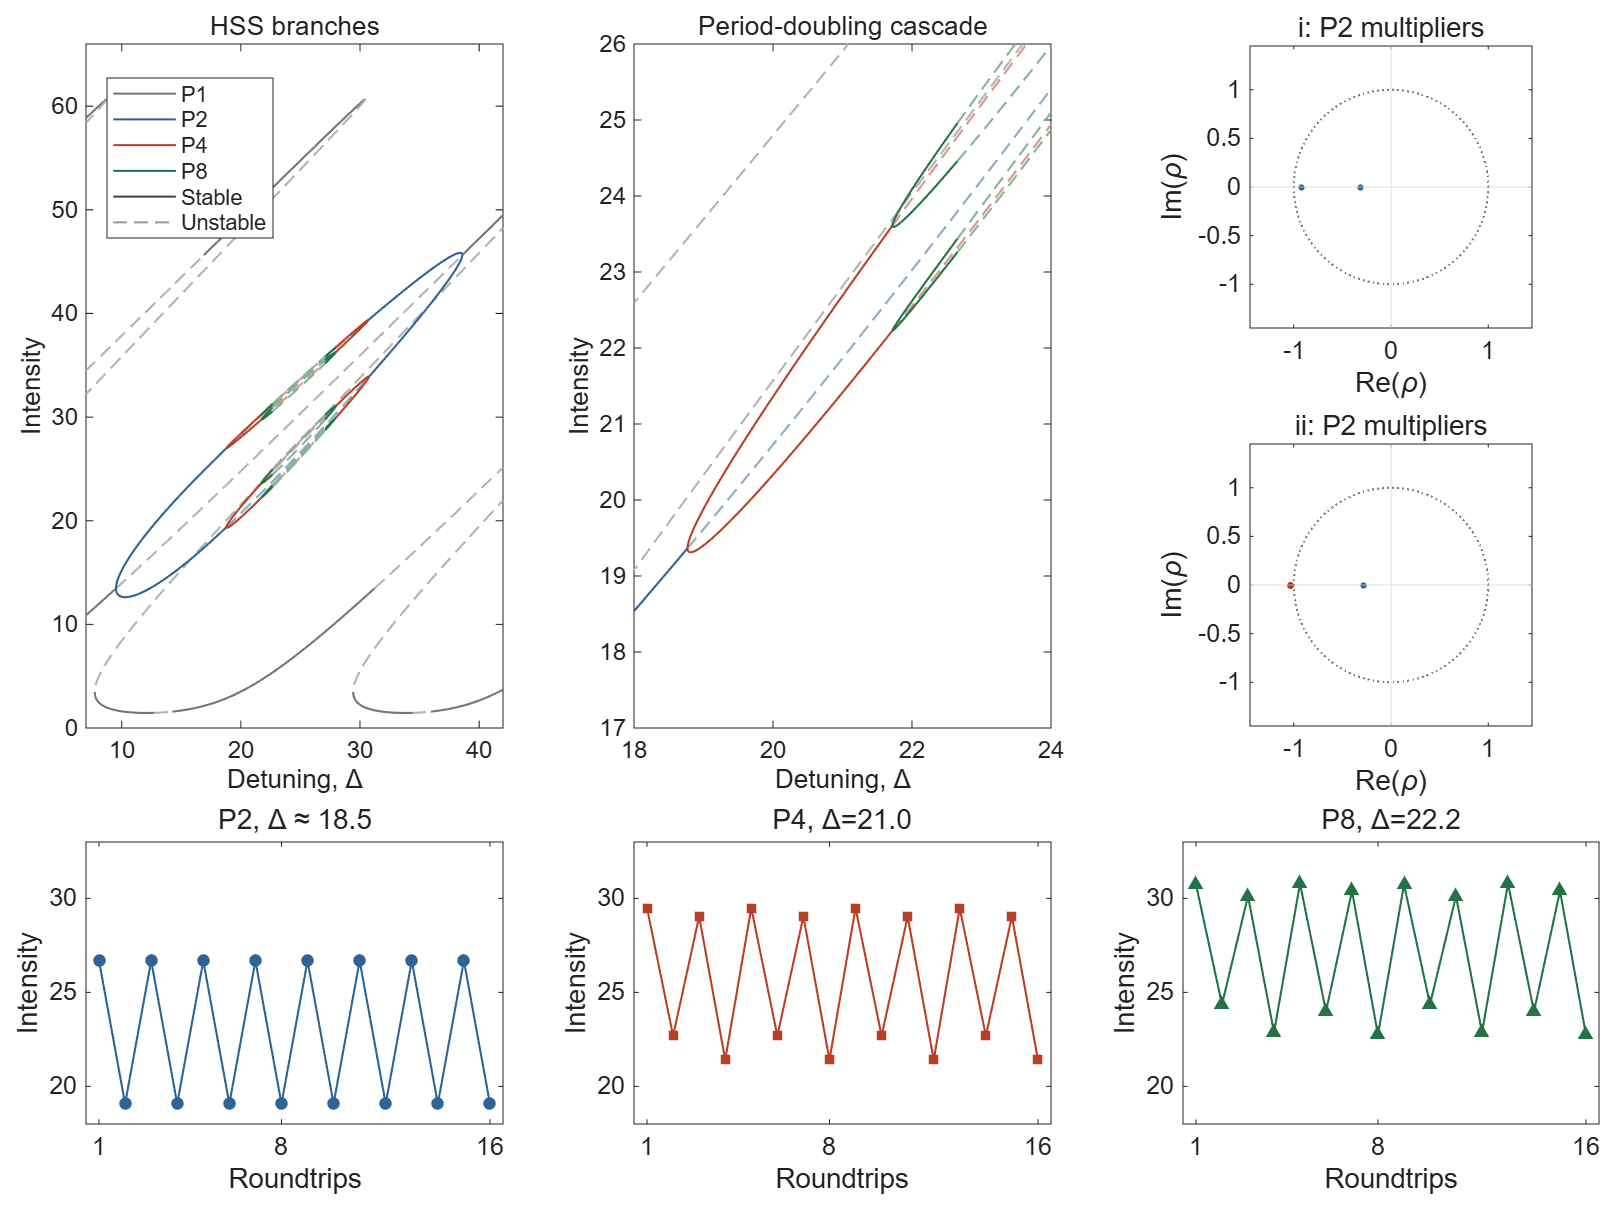 HSS branches
60
50
40
30
20
10
0
Intensity
P1
P2
P4
P8
Stable
Unstable
10
20
30
40
Detuning, Δ
Period-doubling cascade
26
25
24
23
22
21
20
19
18
17
Intensity
18
20
22
24
Detuning, Δ
i: P2 multipliers
1
0.5
0
-0.5
-1
Im(ρ)
-1
0
1
Re(ρ)
ii: P2 multipliers
1
0.5
0
-0.5
-1
Im(ρ)
-1
0
1
Re(ρ)
P2, Δ ≈ 18.5
30
25
20
Intensity
1
8
16
Roundtrips
P4, Δ=21.0
30
25
20
Intensity
1
8
16
Roundtrips
P8, Δ=22.2
30
25
20
Intensity
1
8
16
Roundtrips